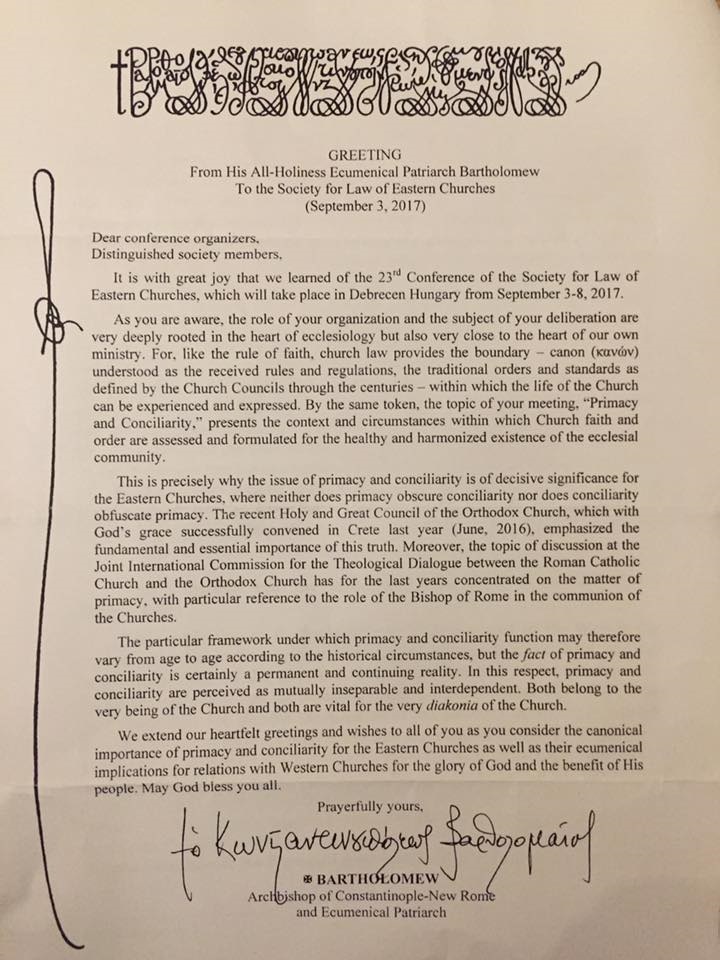 GREETING
From His All-Holiness Ecumenical Patriarch Bartholomew
To the Society for Law of Eastern Churches
(September 3, 2017)
Dear conference organizers,
Distinguished society members,
It is with great joy that we learned of the 23rd Conference of the Society for Law of
Eastern Churches, which will take place in Debrecen Hungary from September 3-8, 2017.
As you are aware, the role of your organization and the subject of your deliberation are
very deeply rooted in the heart of ecclesiology but also very close to the heart of our own
ministry. For, like the rule of faith, church law provides the boundary – canon (κανών)
understood as the received rules and regulations, the traditional orders and standards as
defined by the Church Councils through the centuries – within which the life of the Church
can be experienced and expressed. By the same token, the topic of your meeting, “Primacy
and Conciliarity,” presents the context and circumstances within which Church faith and
order are assessed and formulated for the healthy and harmonized existence of the ecclesial
community.
This is precisely why the issue of primacy and conciliarity is of decisive significance for
the Eastern Churches, where neither does primacy obscure conciliarity nor does conciliarity
obfuscate primacy. The recent Holy and Great Council of the Orthodox Church, which with
God’s grace successfully convened in Crete last year (June, 2016), emphasized the
fundamental and essential importance of this truth. Moreover, the topic of discussion at the
Joint International Commission for the Theological Dialogue between the Roman Catholic
Church and the Orthodox Church has for the last years concentrated on the matter of
primacy, with particular reference to the role of the Bishop of Rome in the communion of
the Churches.
The particular framework under which primacy and conciliarity function may therefore
vary from age to age according to the historical circumstances, but the fact of primacy and
conciliarity is certainly a permanent and continuing reality. In this respect, primacy and
conciliarity are perceived as mutually inseparable and interdependent. Both belong to the
very being of the Church and both are vital for the very diakonia of the Church.
We extend our heartfelt greetings and wishes to all of you as you consider the canonical
importance of primacy and conciliarity for the Eastern Churches as well as their ecumenical
implications for relations with Western Churches for the glory of God and the benefit of His
people. May God bless you all.
Prayerfully yours,
✠ BARTHOLOMEW
Archbishop of Constantinople-New Rome
and Ecumenical Patriarch